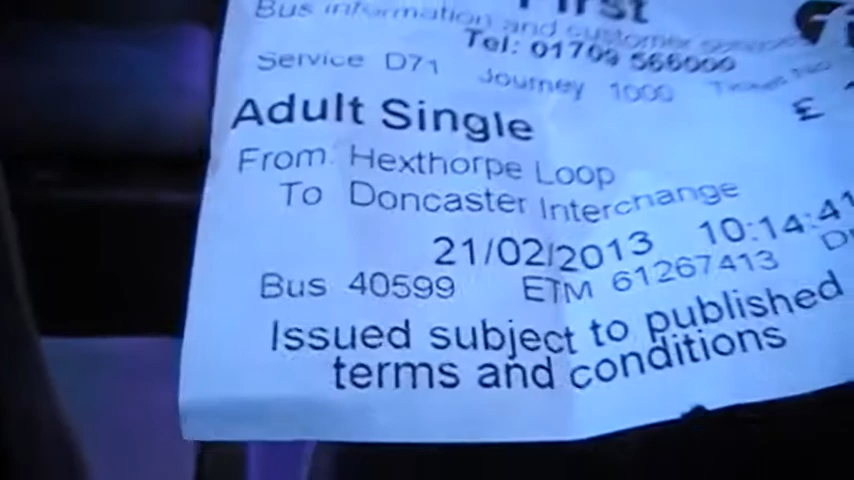 First
Bus information and customer services
Tel: 01709 566000
Service D71 Journey 1000 Ticket
£
Adult Single
From Hexthorpe Loop
To Doncaster Interchange
21/02/2013 10:14:41
Bus 40599 ETM 61267413
Issued subject to published
terms and conditions